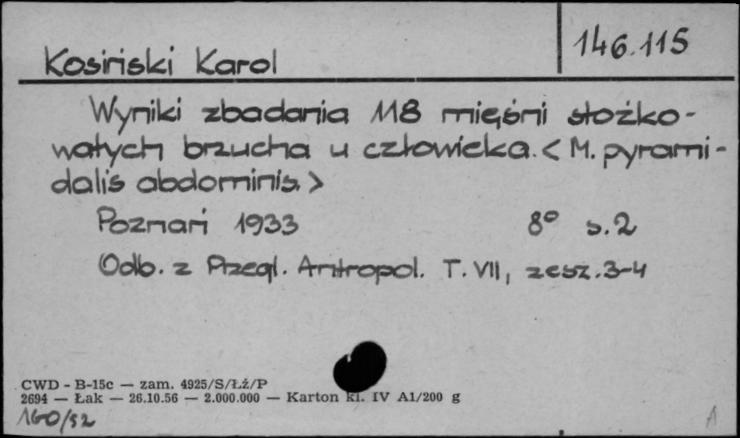 146.115
Kosiński Karol
Wyniki zbadania 118 mięśni stożko-
watych brzucha u człowieka. < M. pyrami-
dalis abdominis. >
Poznań 1933 8° s. 2
Odb. z Przegl. Antropol. T. VII, zesz. 3-4
CWD - B-15c — zam. 4925/S/Łź/P
2694 — Łak — 26.10.56 — 2.000.000 — Karton kl. IV A1/200 g
160/52
A